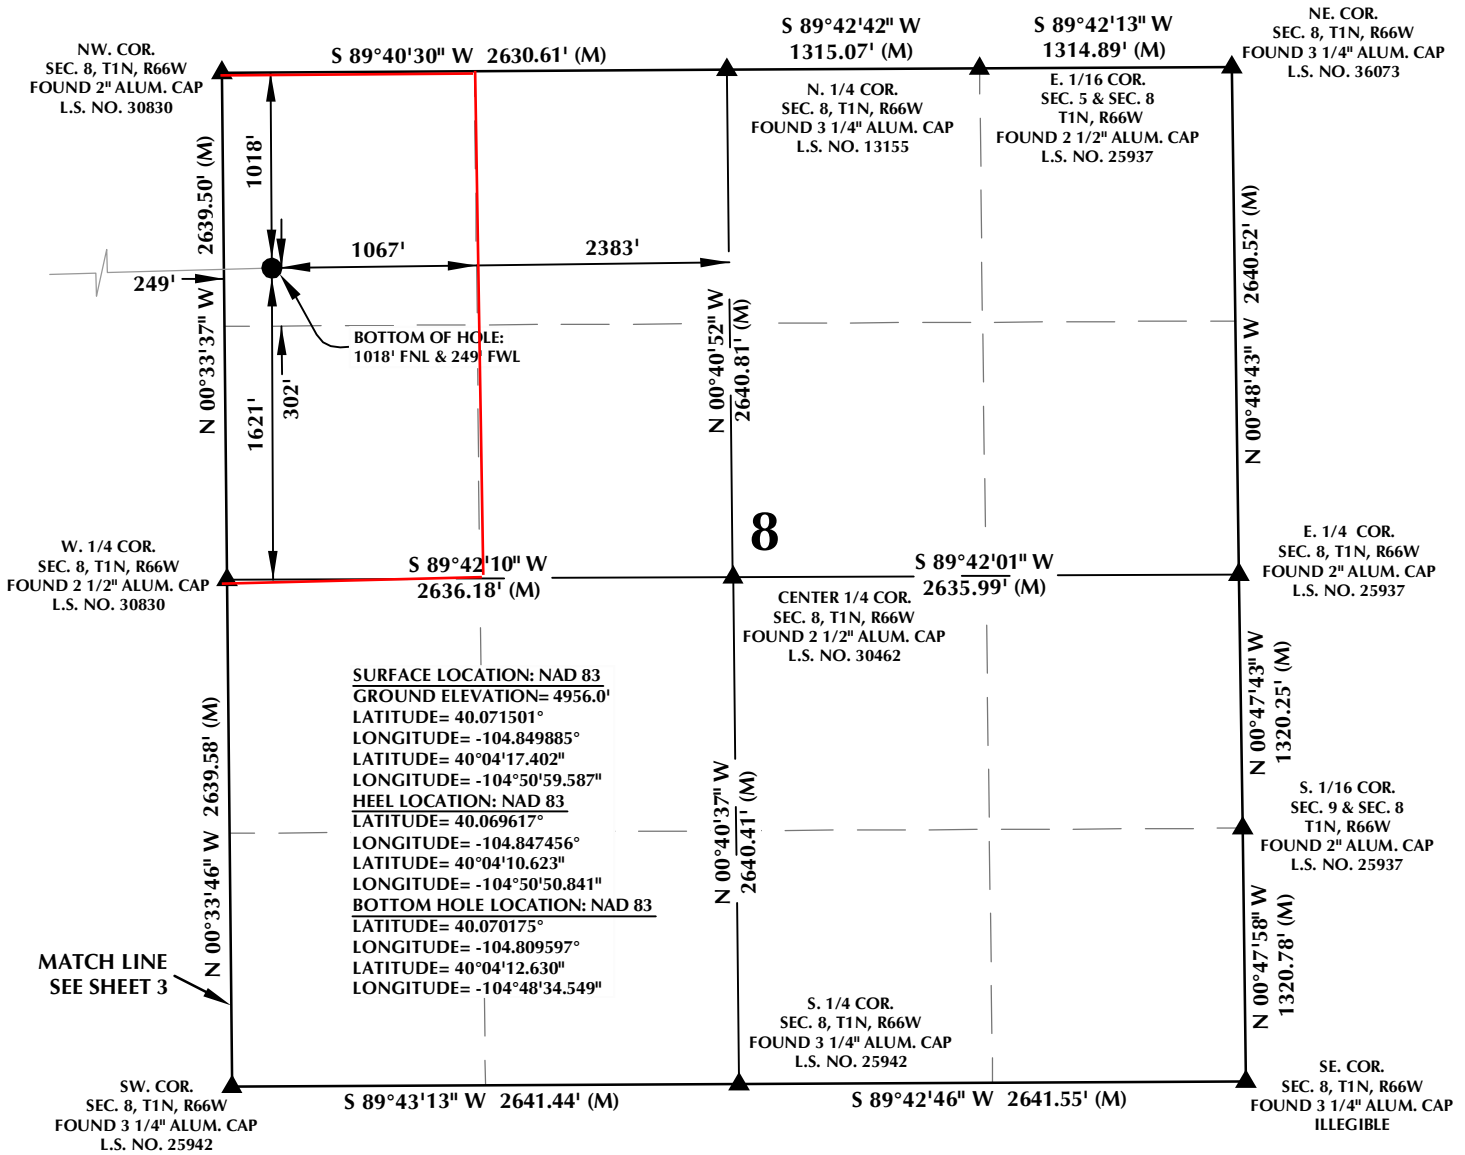 S 89°42'42" W
1315.07' (M)
S 89°42'13" W
1314.89' (M)
NE. COR.
SEC. 8, T1N, R66W
FOUND 3 1/4" ALUM. CAP
L.S. NO. 36073
NW. COR.
SEC. 8, T1N, R66W
FOUND 2" ALUM. CAP
L.S. NO. 30830
S 89°40'30" W 2630.61' (M)
N. 1/4 COR.
SEC. 8, T1N, R66W
FOUND 3 1/4" ALUM. CAP
L.S. NO. 13155
E. 1/16 COR.
SEC. 5 & SEC. 8
T1N, R66W
FOUND 2 1/2" ALUM. CAP
L.S. NO. 25937
N 00°33'37" W 2639.50' (M)
1018'
1067'
2383'
249'
BOTTOM OF HOLE:
1018' FNL & 249' FWL
302'
1621'
N 00°40'52" W
2640.81' (M)
N 00°48'43" W 2640.52' (M)
8
W. 1/4 COR.
SEC. 8, T1N, R66W
FOUND 2 1/2" ALUM. CAP
L.S. NO. 30830
S 89°42'10" W
2636.18' (M)
S 89°42'01" W
2635.99' (M)
E. 1/4 COR.
SEC. 8, T1N, R66W
FOUND 2" ALUM. CAP
L.S. NO. 25937
CENTER 1/4 COR.
SEC. 8, T1N, R66W
FOUND 2 1/2" ALUM. CAP
L.S. NO. 30462
SURFACE LOCATION: NAD 83
GROUND ELEVATION= 4956.0'
LATITUDE= 40.071501°
LONGITUDE= -104.849885°
LATITUDE= 40°04'17.402"
LONGITUDE= -104°50'59.587"
HEEL LOCATION: NAD 83
LATITUDE= 40.069617°
LONGITUDE= -104.847456°
LATITUDE= 40°04'10.623"
LONGITUDE= -104°50'50.841"
BOTTOM HOLE LOCATION: NAD 83
LATITUDE= 40.070175°
LONGITUDE= -104.809597°
LATITUDE= 40°04'12.630"
LONGITUDE= -104°48'34.549"
N 00°33'46" W 2639.58' (M)
N 00°40'37" W
2640.41' (M)
N 00°47'43" W
1320.25' (M)
S. 1/16 COR.
SEC. 9 & SEC. 8
T1N, R66W
FOUND 2" ALUM. CAP
L.S. NO. 25937
N 00°47'58" W
1320.78' (M)
MATCH LINE
SEE SHEET 3
S. 1/4 COR.
SEC. 8, T1N, R66W
FOUND 3 1/4" ALUM. CAP
L.S. NO. 25942
SW. COR.
SEC. 8, T1N, R66W
FOUND 3 1/4" ALUM. CAP
L.S. NO. 25942
S 89°43'13" W 2641.44' (M)
S 89°42'46" W 2641.55' (M)
SE. COR.
SEC. 8, T1N, R66W
FOUND 3 1/4" ALUM. CAP
ILLEGIBLE